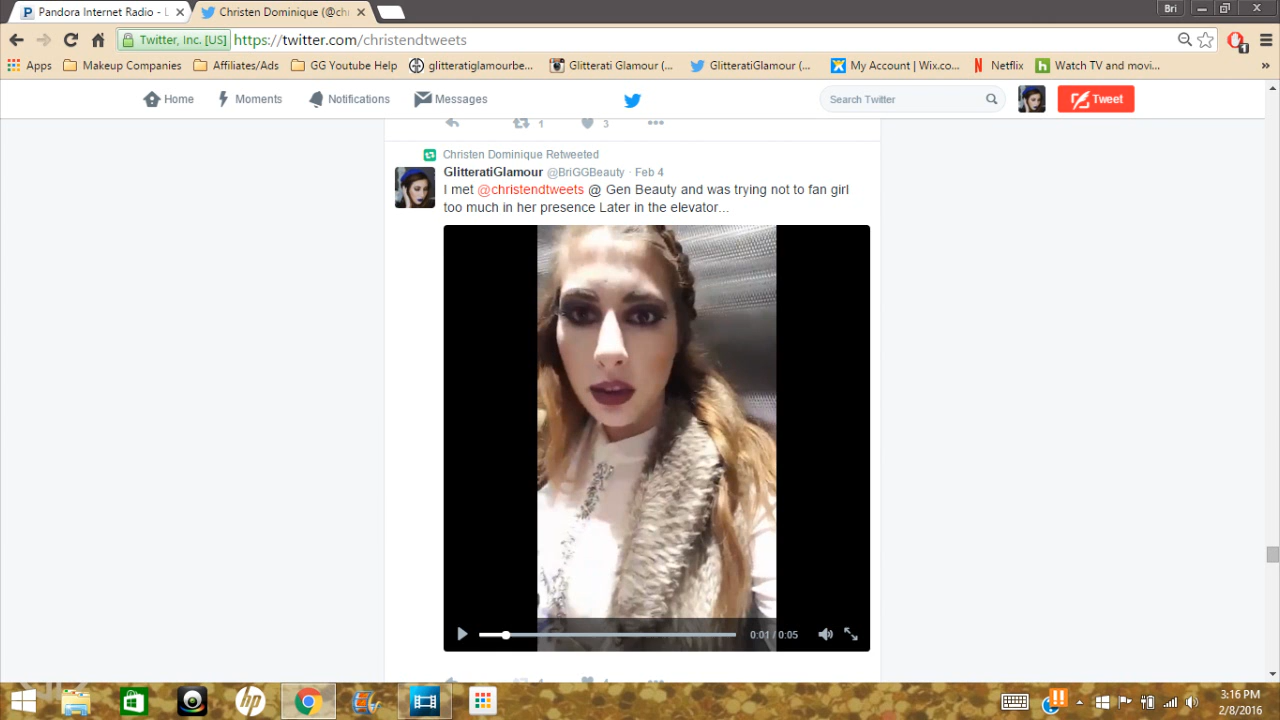 Pandora Internet Radio - L
Christen Dominique (@chr
Bri
Twitter, Inc. [US]
https://twitter.com/christendtweets
1
Apps
Makeup Companies
Affiliates/Ads
GG Youtube Help
glitteratiglamourbe...
Glitterati Glamour (...
GlitteratiGlamour (...
My Account | Wix.co...
Netflix
Watch TV and movi...
»
Home
Moments
Notifications
Messages
Search Twitter
Tweet
1
3
•••
Christen Dominique Retweeted
GlitteratiGlamour @BriGGBeauty · Feb 4
I met @christendtweets @ Gen Beauty and was trying not to fan girl
too much in her presence Later in the elevator...
0:01 / 0:05
3:16 PM
2/8/2016